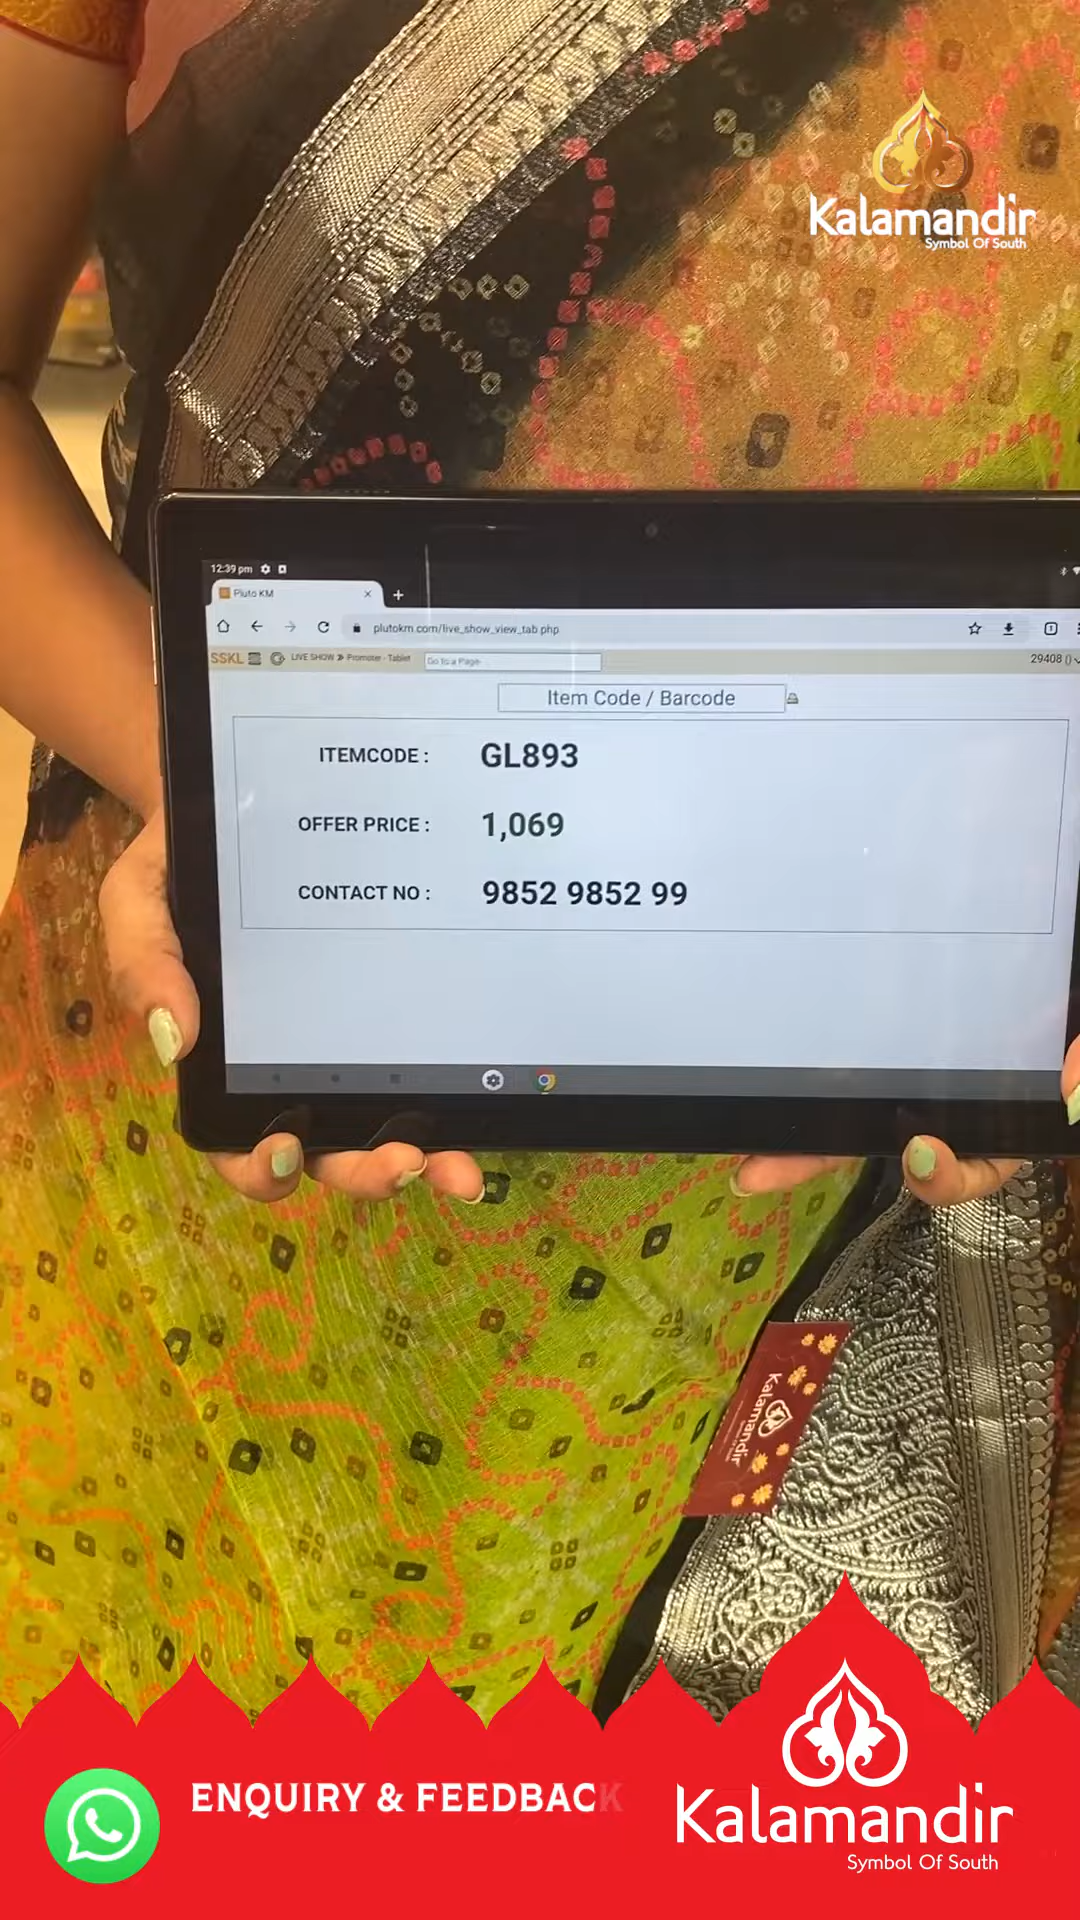 Kalamandir
Symbol Of South
12:39 pm
Pluto KM
plutokm.com/live_show_view_tab.php
SSKL
LIVE SHOW
Promoter - Tablet
Go to a Page
29408 ()
Item Code / Barcode
ITEMCODE : GL893
OFFER PRICE : 1,069
CONTACT NO : 9852 9852 99
Kalamandir
ENQUIRY & FEEDBACK
Kalamandir
Symbol Of South